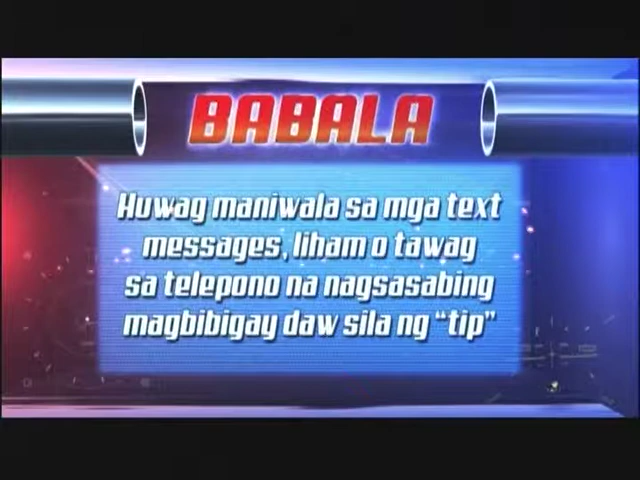 BABALA
Huwag maniwala sa mga text
messages, liham o tawag
sa telepono na nagsasabing
magbibigay daw sila ng “tip”